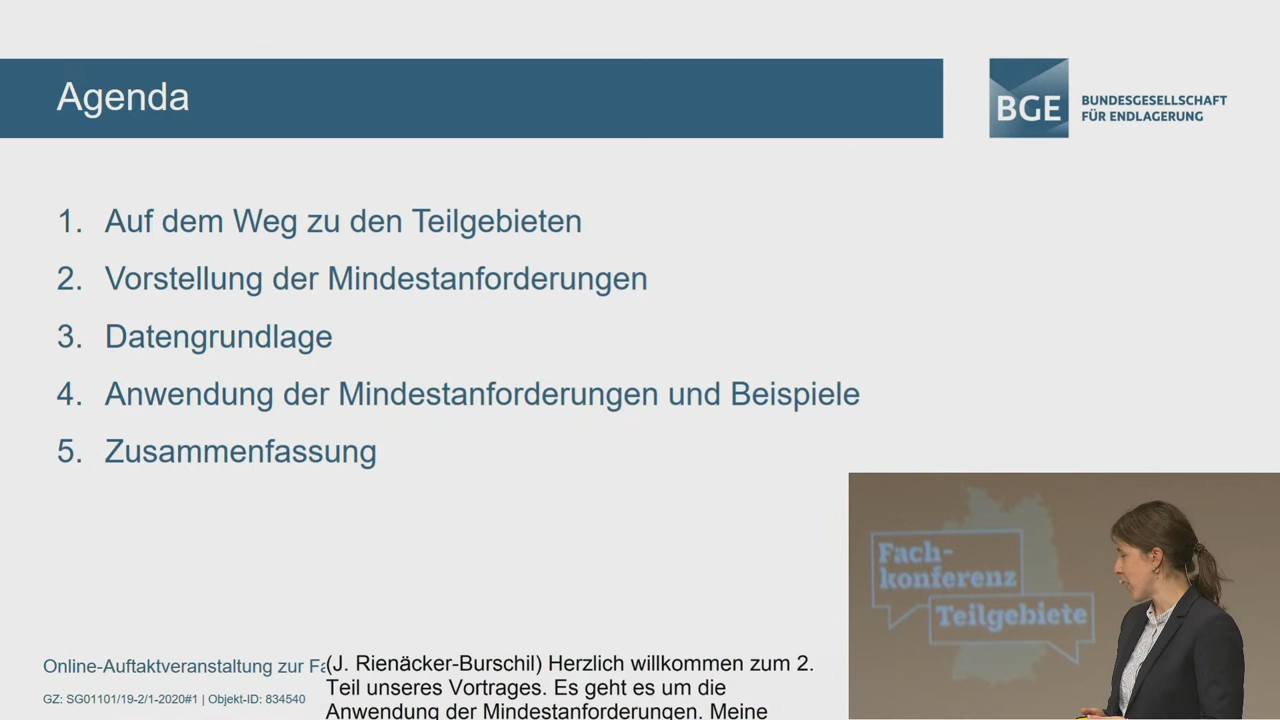 Agenda
BGE
BUNDESGESELLSCHAFT
FÜR ENDLAGERUNG
1. Auf dem Weg zu den Teilgebieten
2. Vorstellung der Mindestanforderungen
3. Datengrundlage
4. Anwendung der Mindestanforderungen und Beispiele
5. Zusammenfassung
Fach-
konferenz
Teilgebiete
Online-Auftaktveranstaltung zur Fa
GZ: SG01101/19-2/1-2020#1 | Objekt-ID: 834540
(J. Rienäcker-Burschil) Herzlich willkommen zum 2.
Teil unseres Vortrages. Es geht es um die
Anwendung der Mindestanforderungen. Meine